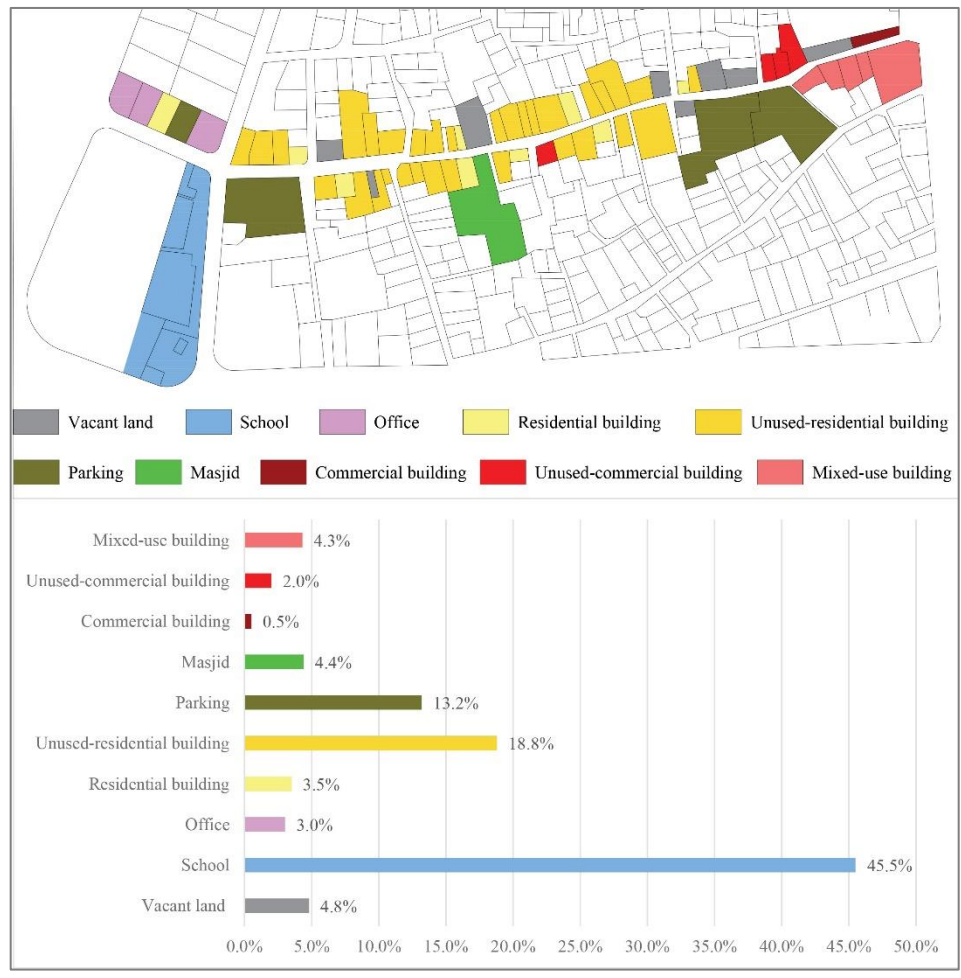 Vacant land School Office Residential building Unused-residential building
Parking Masjid Commercial building Unused-commercial building Mixed-use building
Mixed-use building 4.3%
Unused-commercial building 2.0%
Commercial building 0.5%
Masjid 4.4%
Parking 13.2%
Unused-residential building 18.8%
Residential building 3.5%
Office 3.0%
School 45.5%
Vacant land 4.8%
0.0% 5.0% 10.0% 15.0% 20.0% 25.0% 30.0% 35.0% 40.0% 45.0% 50.0%